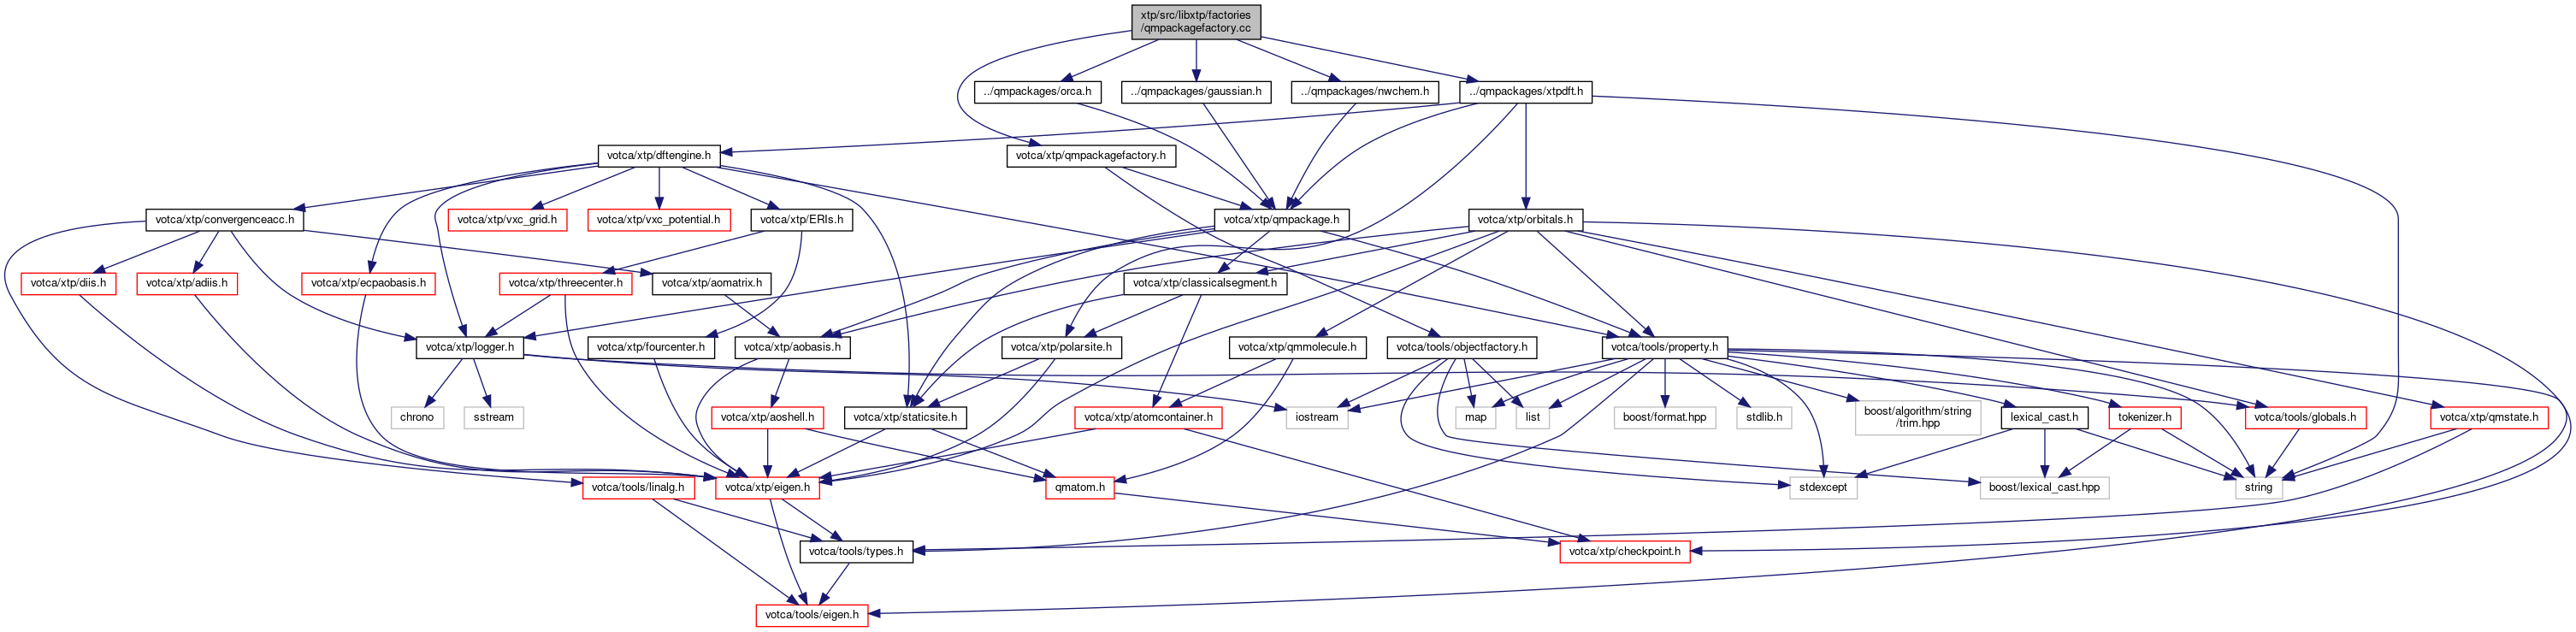 xtp/src/libxtp/factories
/qmpackagefactory.cc
../qmpackages/orca.h
../qmpackages/gaussian.h
../qmpackages/nwchem.h
../qmpackages/xtpdft.h
votca/xtp/dftengine.h
votca/xtp/qmpackagefactory.h
votca/xtp/convergenceacc.h
votca/xtp/vxc_grid.h
votca/xtp/vxc_potential.h
votca/xtp/ERIs.h
votca/xtp/qmpackage.h
votca/xtp/orbitals.h
votca/xtp/diis.h
votca/xtp/adiis.h
votca/xtp/ecpaobasis.h
votca/xtp/threecenter.h
votca/xtp/aomatrix.h
votca/xtp/classicalsegment.h
votca/xtp/logger.h
votca/xtp/fourcenter.h
votca/xtp/aobasis.h
votca/xtp/polarsite.h
votca/xtp/qmmolecule.h
votca/tools/objectfactory.h
votca/tools/property.h
chrono
sstream
votca/xtp/aoshell.h
votca/xtp/staticsite.h
votca/xtp/atomcontainer.h
iostream
map
list
boost/format.hpp
stdlib.h
boost/algorithm/string
/trim.hpp
lexical_cast.h
tokenizer.h
votca/tools/globals.h
votca/xtp/qmstate.h
votca/tools/linalg.h
votca/xtp/eigen.h
qmatom.h
stdexcept
boost/lexical_cast.hpp
string
votca/tools/types.h
votca/xtp/checkpoint.h
votca/tools/eigen.h